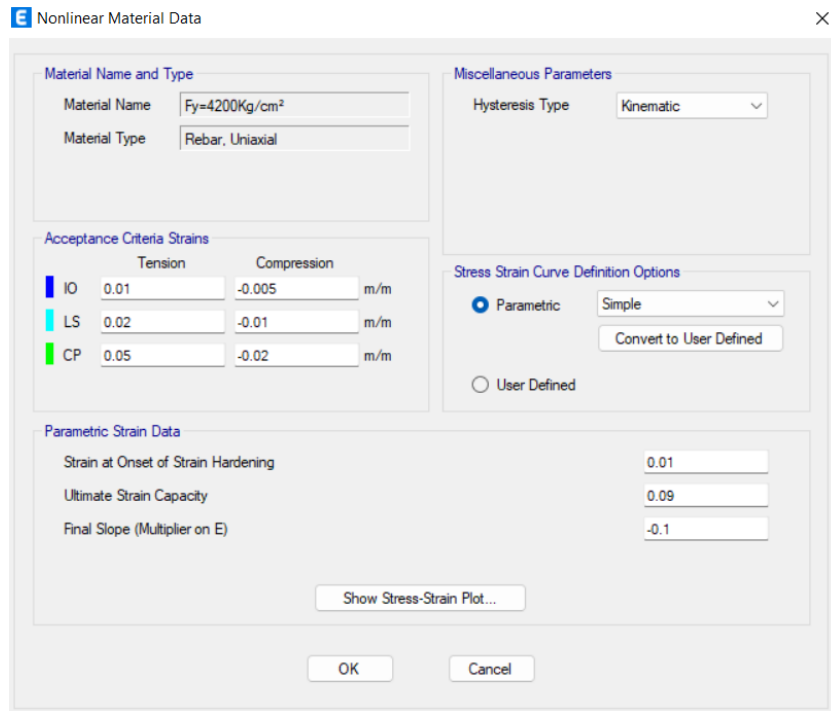 E Nonlinear Material Data
Material Name and Type
Material Name Fy=4200Kg/cm²
Material Type Rebar, Uniaxial
Miscellaneous Parameters
Hysteresis Type Kinematic
Acceptance Criteria Strains
Tension Compression
IO 0.01 -0.005 m/m
LS 0.02 -0.01 m/m
CP 0.05 -0.02 m/m
Stress Strain Curve Definition Options
Parametric Simple
Convert to User Defined
User Defined
Parametric Strain Data
Strain at Onset of Strain Hardening 0.01
Ultimate Strain Capacity 0.09
Final Slope (Multiplier on E) -0.1
Show Stress-Strain Plot...
OK Cancel